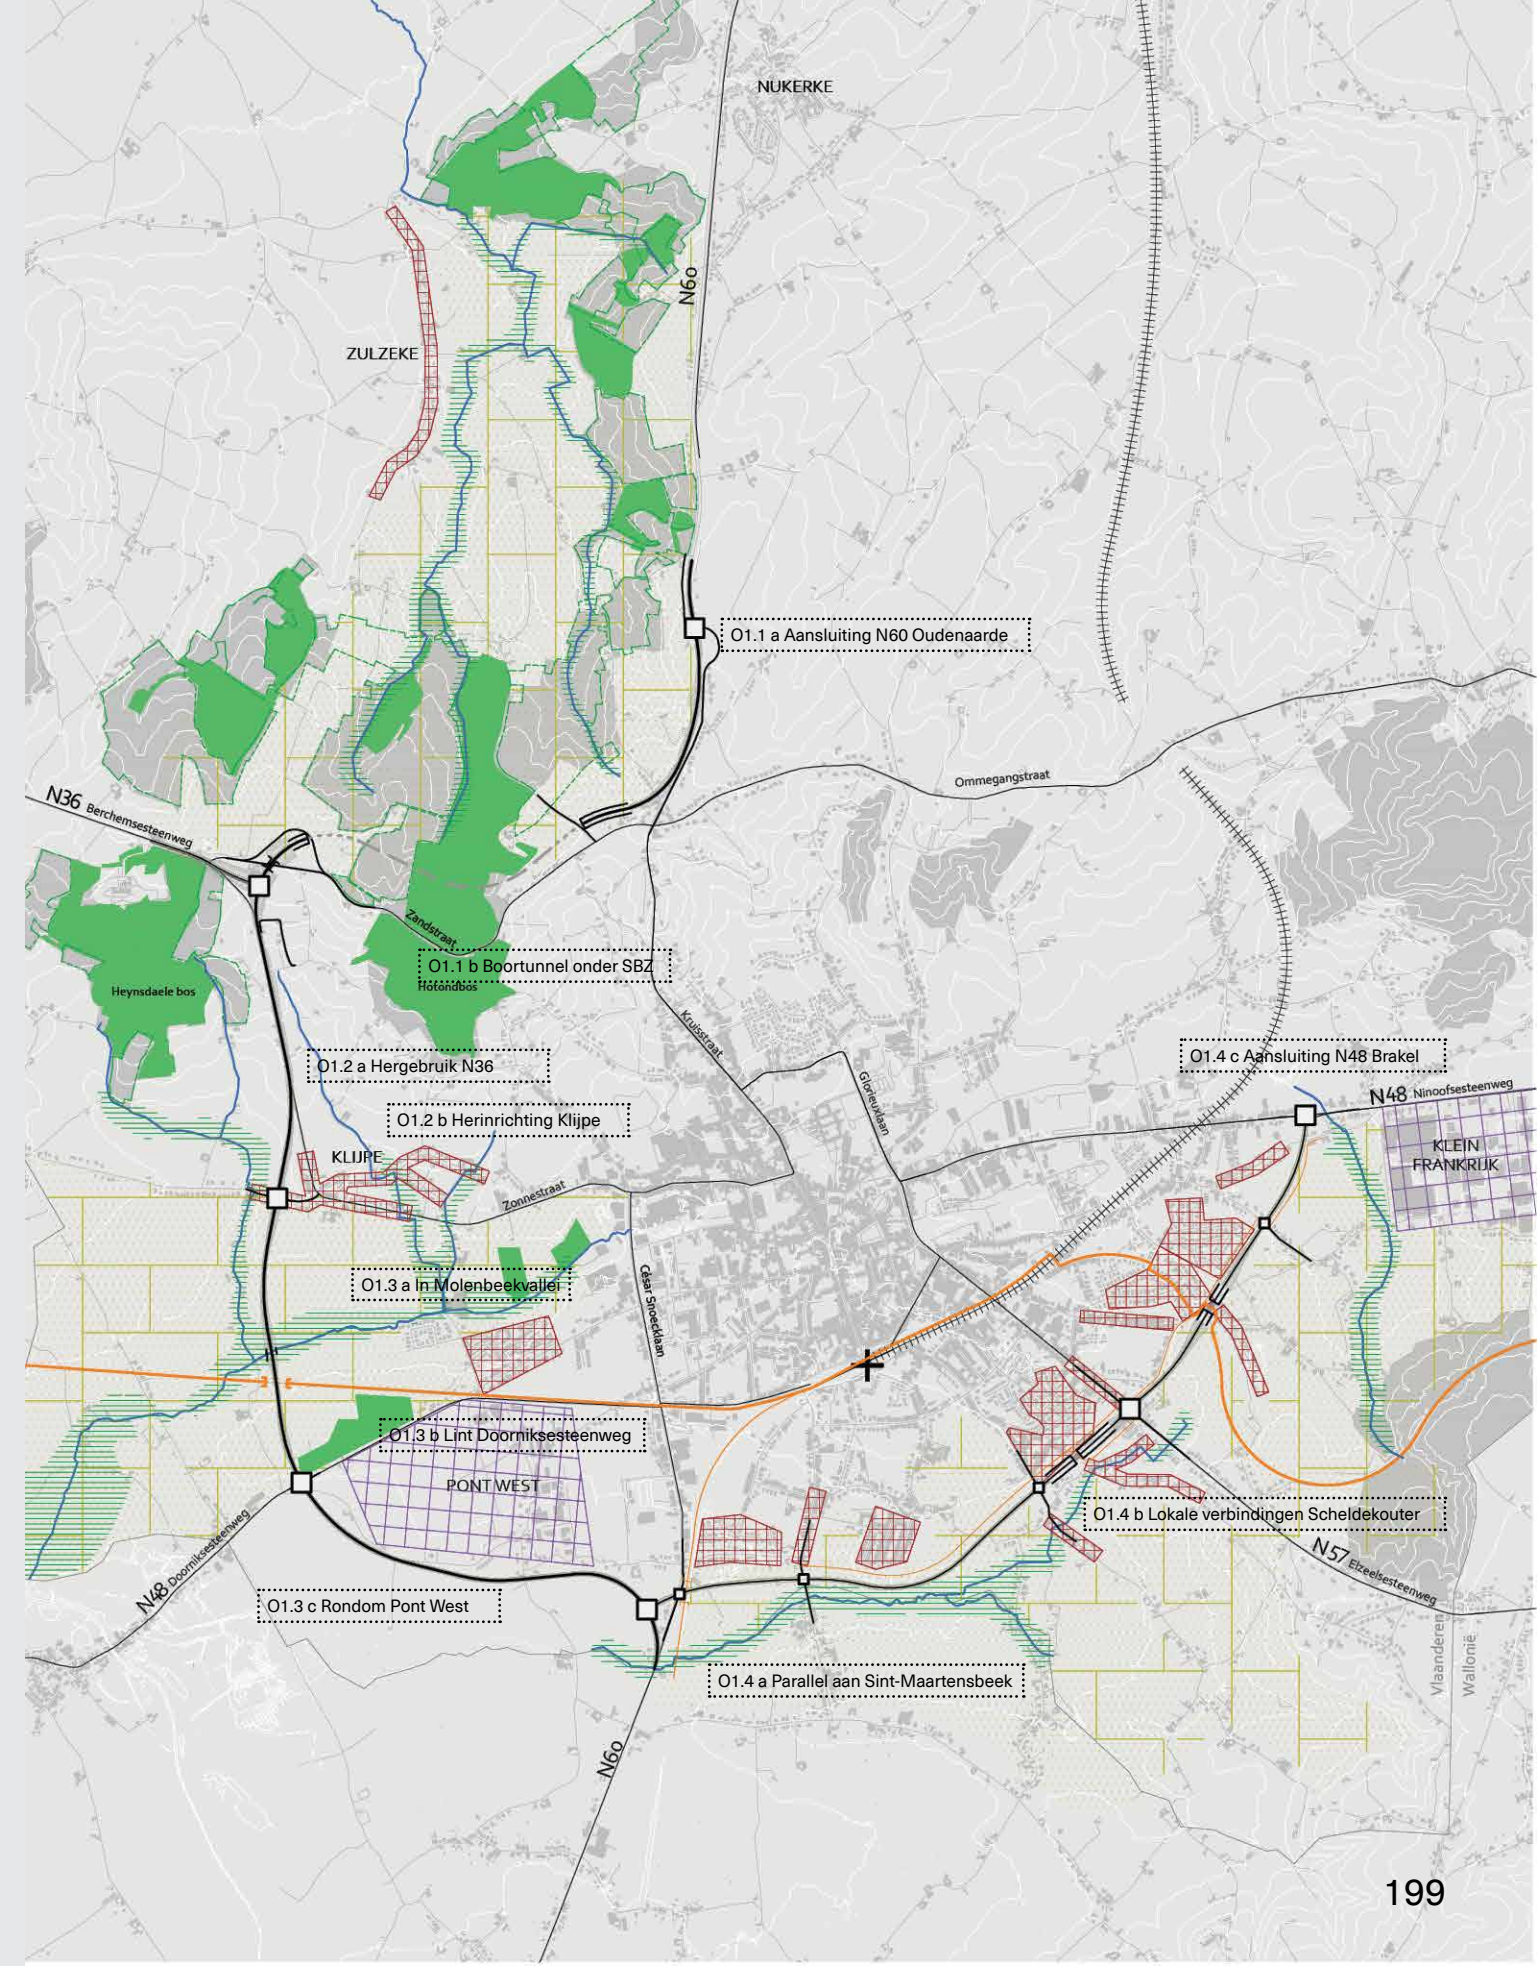 NUKERKE
N60
ZULZEKE
O1.1 a Aansluiting N60 Oudenaarde
Ommegangstraat
N36 Berchemsesteenweg
Zandstraat
O1.1 b Boortunnel onder SBZ
Hotondbos
Heynsdaele bos
Kruisstraat
O1.2 a Hergebruik N36
O1.4 c Aansluiting N48 Brakel
Glorieuxlaan
N48 Ninoofsesteenweg
O1.2 b Herinrichting Klijpe
KLIJPE
KLEIN
FRANKRIJK
Zonnestraat
O1.3 a In Molenbeekvallei
César Snoecklaan
O1.3 b Lint Doorniksesteenweg
PONT WEST
O1.4 b Lokale verbindingen Scheldekouter
N48 Doorniksesteenweg
N57 Elzeelsesteenweg
O1.3 c Rondom Pont West
Vlaanderen
Wallonië
O1.4 a Parallel aan Sint-Maartensbeek
N60
199